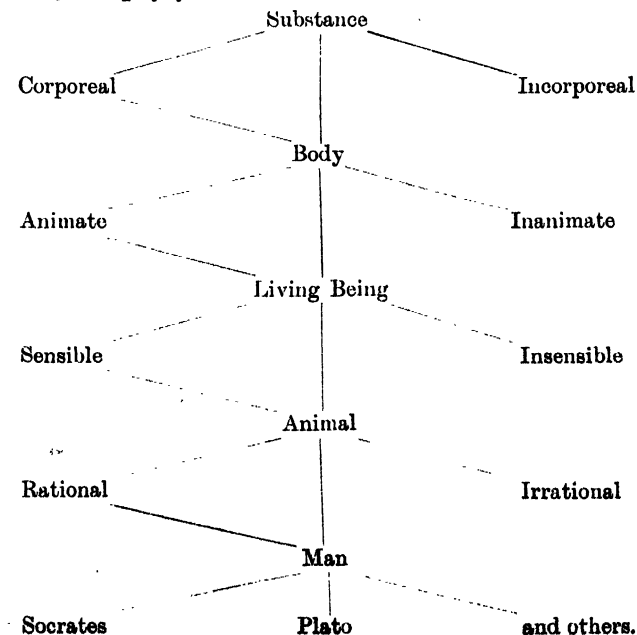 Substance
Corporeal Incorporeal
Body
Animate Inanimate
Living Being
Sensible Insensible
Animal
Rational Irrational
Man
Socrates Plato and others.